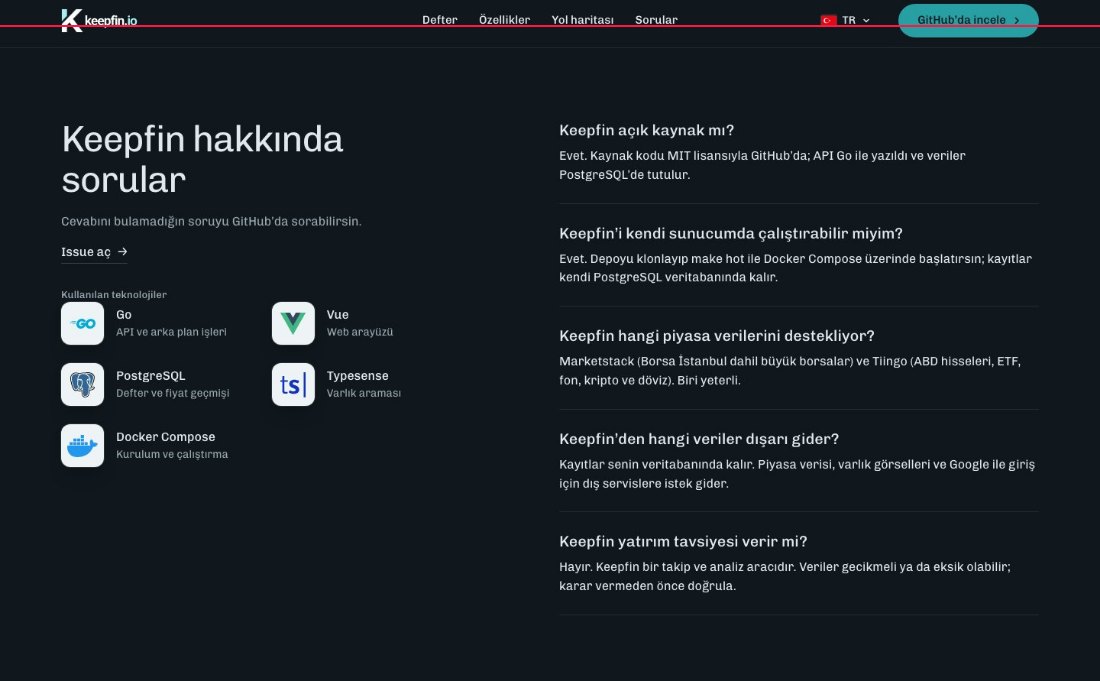 keepfin.io
Defter
Özellikler
Yol haritası
Sorular
TR
GitHub'da incele
Keepfin hakkında
sorular
Cevabını bulamadığın soruyu GitHub'da sorabilirsin.
Issue aç →
Kullanılan teknolojiler
GO
Go
API ve arka plan işleri
Vue
Web arayüzü
PostgreSQL
Defter ve fiyat geçmişi
ts|
Typesense
Varlık araması
Docker Compose
Kurulum ve çalıştırma
Keepfin açık kaynak mı?
Evet. Kaynak kodu MIT lisansıyla GitHub'da; API Go ile yazıldı ve veriler
PostgreSQL'de tutulur.
Keepfin'i kendi sunucumda çalıştırabilir miyim?
Evet. Depoyu klonlayıp make hot ile Docker Compose üzerinde başlatırsın; kayıtlar
kendi PostgreSQL veritabanında kalır.
Keepfin hangi piyasa verilerini destekliyor?
Marketstack (Borsa İstanbul dahil büyük borsalar) ve Tiingo (ABD hisseleri, ETF,
fon, kripto ve döviz). Biri yeterli.
Keepfin'den hangi veriler dışarı gider?
Kayıtlar senin veritabanında kalır. Piyasa verisi, varlık görselleri ve Google ile giriş
için dış servislere istek gider.
Keepfin yatırım tavsiyesi verir mi?
Hayır. Keepfin bir takip ve analiz aracıdır. Veriler gecikmeli ya da eksik olabilir;
karar vermeden önce doğrula.